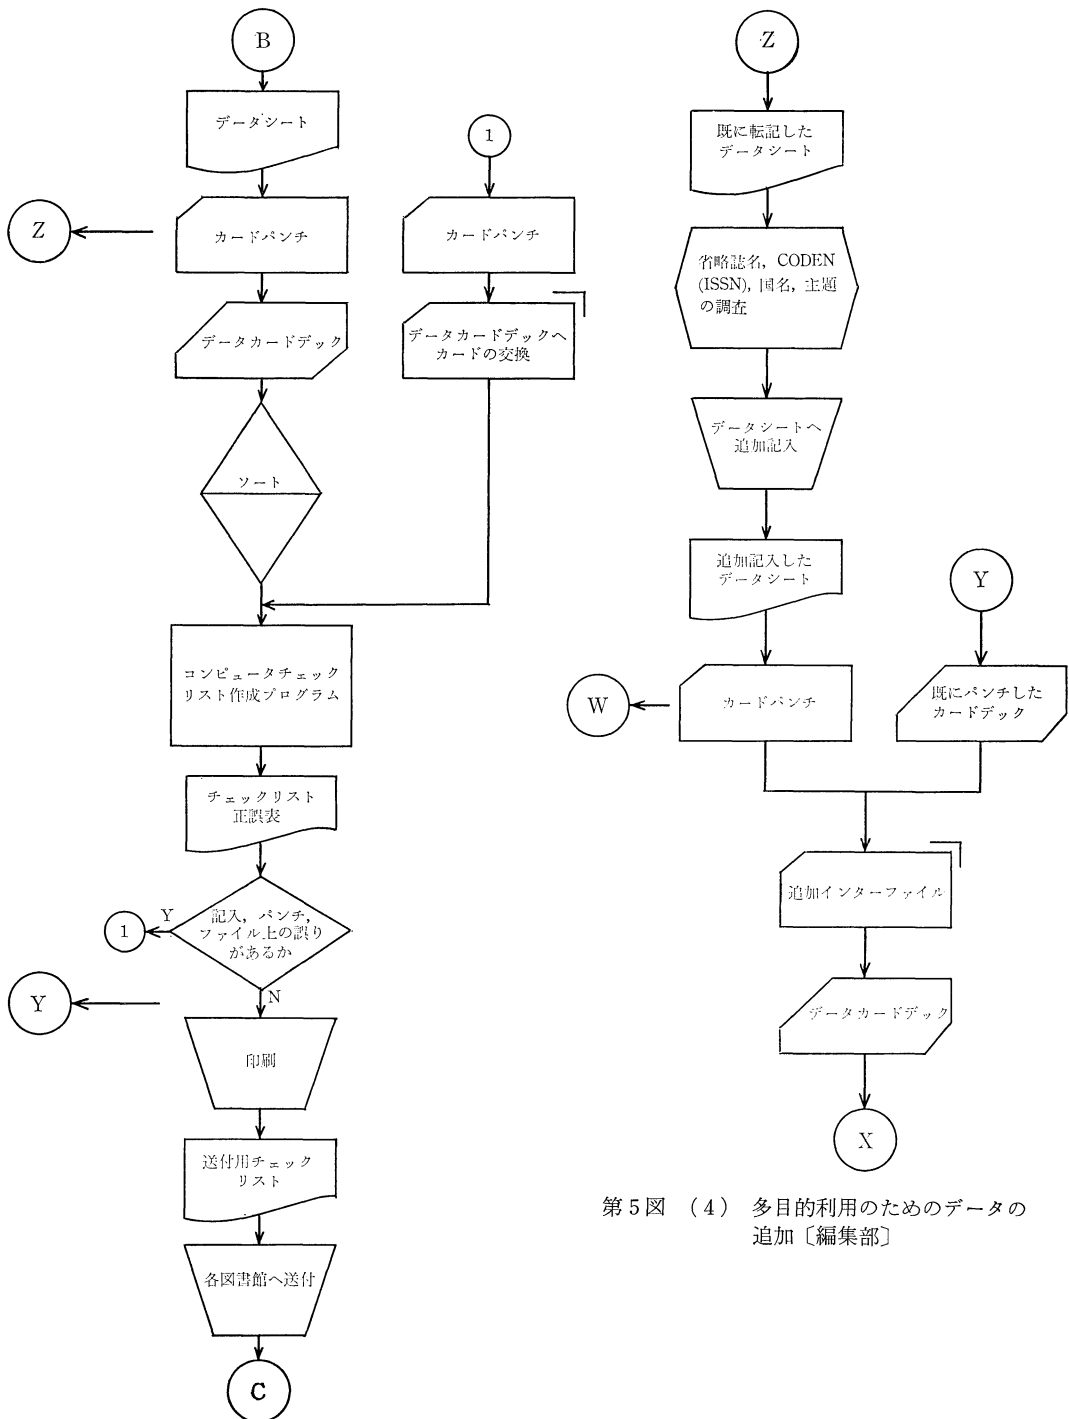 B
データシート
Z
カードパンチ
データカードデック
ソート
1
カードパンチ
データカードデックへ
カードの交換
コンピュータチェック
リスト作成プログラム
チェックリスト
正誤表
記入, パンチ,
ファイル上の誤り
があるか
Y
1
N
Y
印刷
送付用チェック
リスト
各図書館へ送付
C
Z
既に転記した
データシート
省略誌名, CODEN
(ISSN), 国名, 主題
の調査
データシートへ
追加記入
追加記入した
データシート
W
カードパンチ
Y
既にパンチした
カードデック
追加インターファイル
データカードデック
X
第5図 (4) 多目的利用のためのデータの
追加〔編集部〕